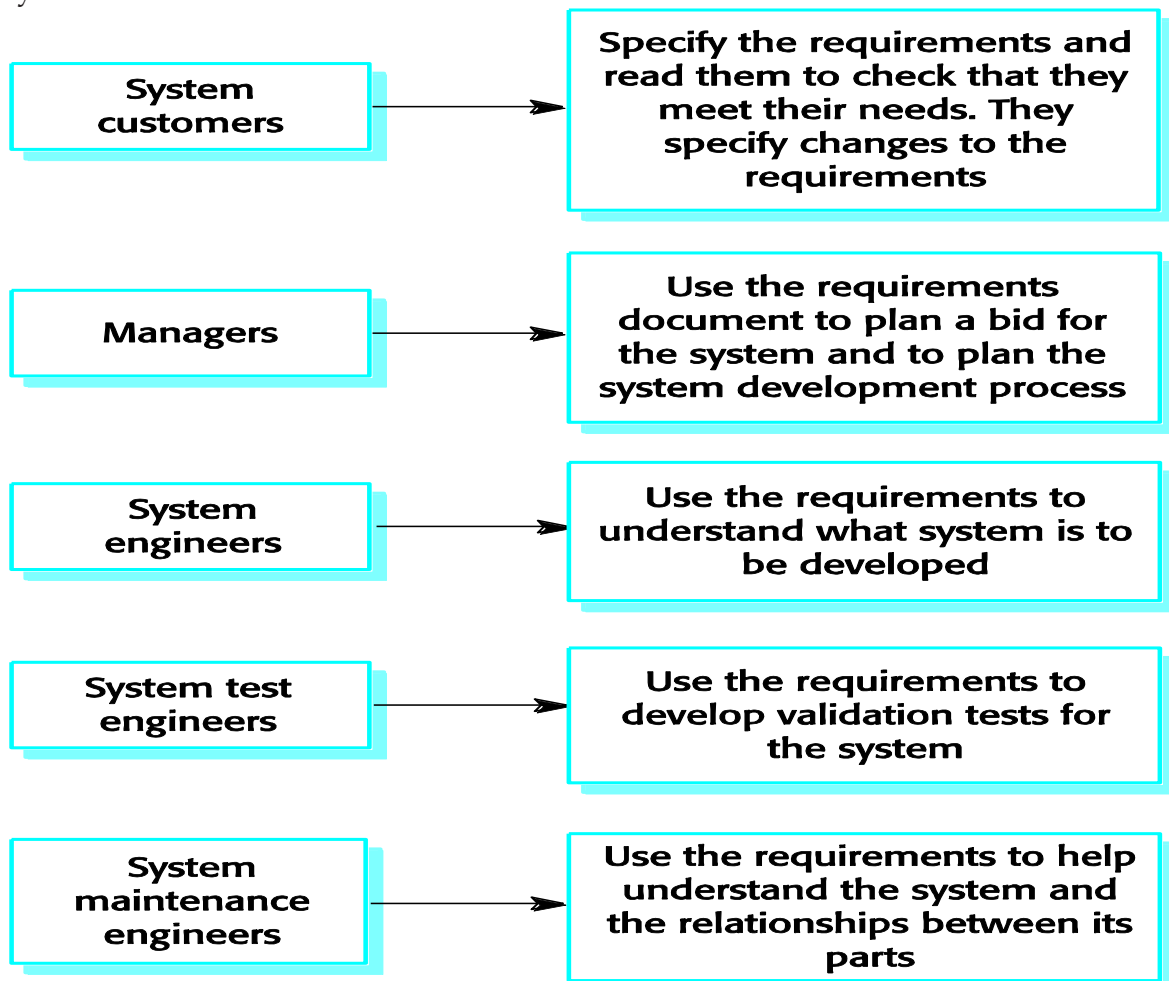 System
customers
Specify the requirements and
read them to check that they
meet their needs. They
specify changes to the
requirements
Managers
Use the requirements
document to plan a bid for
the system and to plan the
system development process
System
engineers
Use the requirements to
understand what system is to
be developed
System test
engineers
Use the requirements to
develop validation tests for
the system
System
maintenance
engineers
Use the requirements to help
understand the system and
the relationships between its
parts